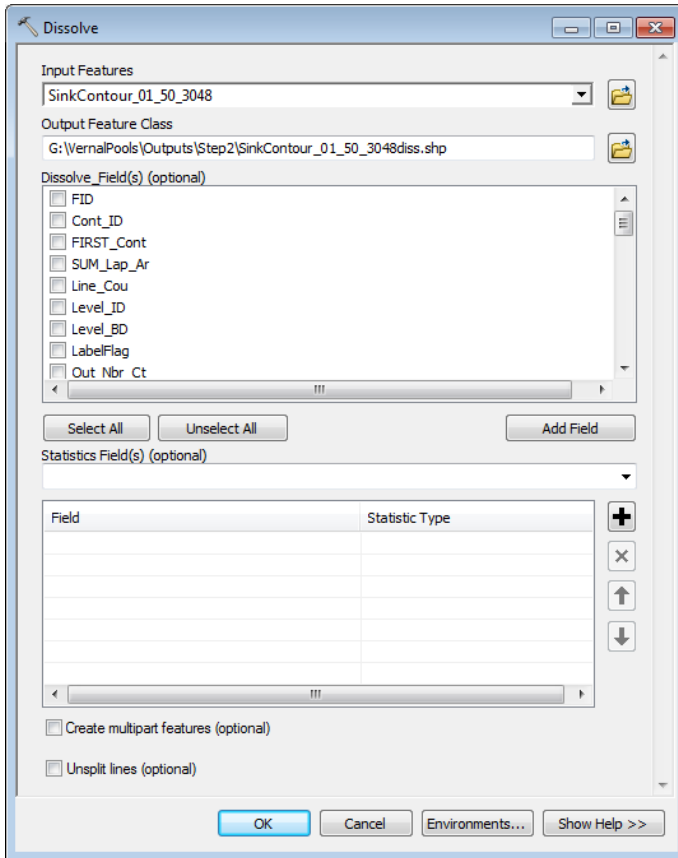 Dissolve
Input Features
SinkContour_01_50_3048
Output Feature Class
G:\VernalPools\Outputs\Step2\SinkContour_01_50_3048diss.shp
Dissolve_Field(s) (optional)
FID
Cont_ID
FIRST_Cont
SUM_Lap_Ar
Line_Cou
Level_ID
Level_BD
LabelFlag
Out_Nbr_Ct
Select All Unselect All Add Field
Statistics Field(s) (optional)
Field Statistic Type
Create multipart features (optional)
Unsplit lines (optional)
OK Cancel Environments... Show Help >>